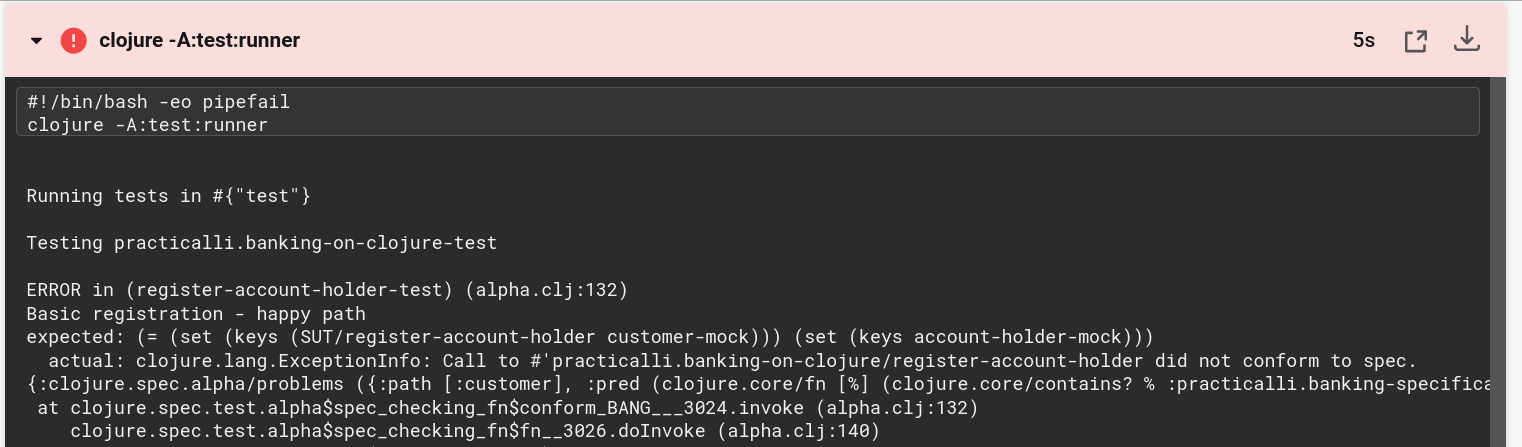 clojure -A:test:runner 5s
#!/bin/bash -eo pipefail
clojure -A:test:runner
Running tests in #{"test"}
Testing practicalli.banking-on-clojure-test
ERROR in (register-account-holder-test) (alpha.clj:132)
Basic registration - happy path
expected: (= (set (keys (SUT/register-account-holder customer-mock))) (set (keys account-holder-mock)))
  actual: clojure.lang.ExceptionInfo: Call to #'practicalli.banking-on-clojure/register-account-holder did not conform to spec.
{:clojure.spec.alpha/problems ({:path [:customer], :pred (clojure.core/fn [%] (clojure.core/contains? % :practicalli.banking-specifica
 at clojure.spec.test.alpha$spec_checking_fn$conform_BANG___3024.invoke (alpha.clj:132)
    clojure.spec.test.alpha$spec_checking_fn$fn__3026.doInvoke (alpha.clj:140)